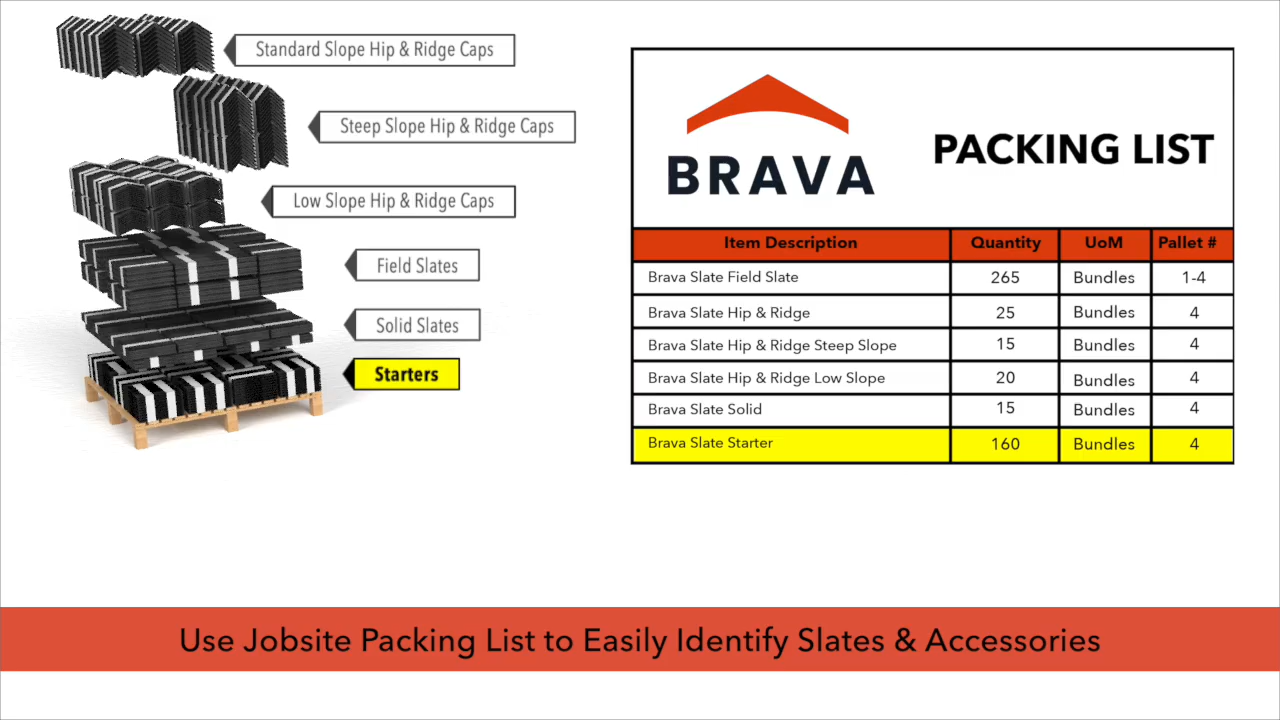 Standard Slope Hip & Ridge Caps
Steep Slope Hip & Ridge Caps
Low Slope Hip & Ridge Caps
Field Slates
Solid Slates
Starters
BRAVA
PACKING LIST
Item Description Quantity UoM Pallet #
Brava Slate Field Slate 265 Bundles 1-4
Brava Slate Hip & Ridge 25 Bundles 4
Brava Slate Hip & Ridge Steep Slope 15 Bundles 4
Brava Slate Hip & Ridge Low Slope 20 Bundles 4
Brava Slate Solid 15 Bundles 4
Brava Slate Starter 160 Bundles 4
Use Jobsite Packing List to Easily Identify Slates & Accessories